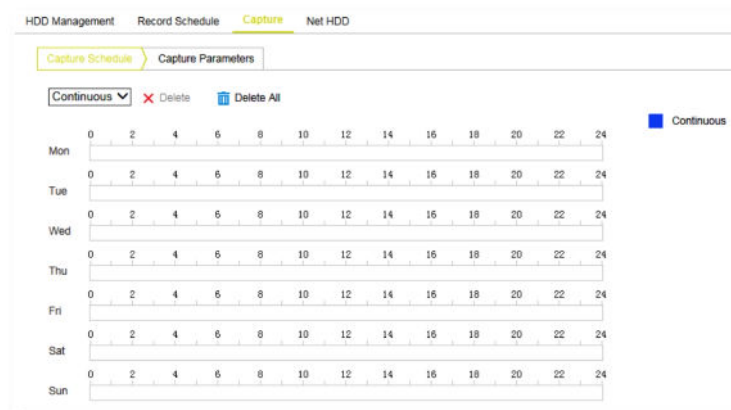 HDD Management Record Schedule Capture Net HDD
Capture Schedule Capture Parameters
Continuous Delete Delete All
Continuous
0 2 4 6 8 10 12 14 16 18 20 22 24
Mon
0 2 4 6 8 10 12 14 16 18 20 22 24
Tue
0 2 4 6 8 10 12 14 16 18 20 22 24
Wed
0 2 4 6 8 10 12 14 16 18 20 22 24
Thu
0 2 4 6 8 10 12 14 16 18 20 22 24
Fri
0 2 4 6 8 10 12 14 16 18 20 22 24
Sat
0 2 4 6 8 10 12 14 16 18 20 22 24
Sun